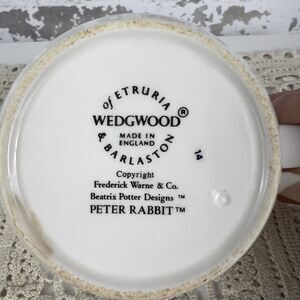 of ETRURIA
WEDGWOOD®
MADE IN
ENGLAND
& BARLASTON
14
Copyright
Frederick Warne & Co.
Beatrix Potter Designs ™
PETER RABBIT ™